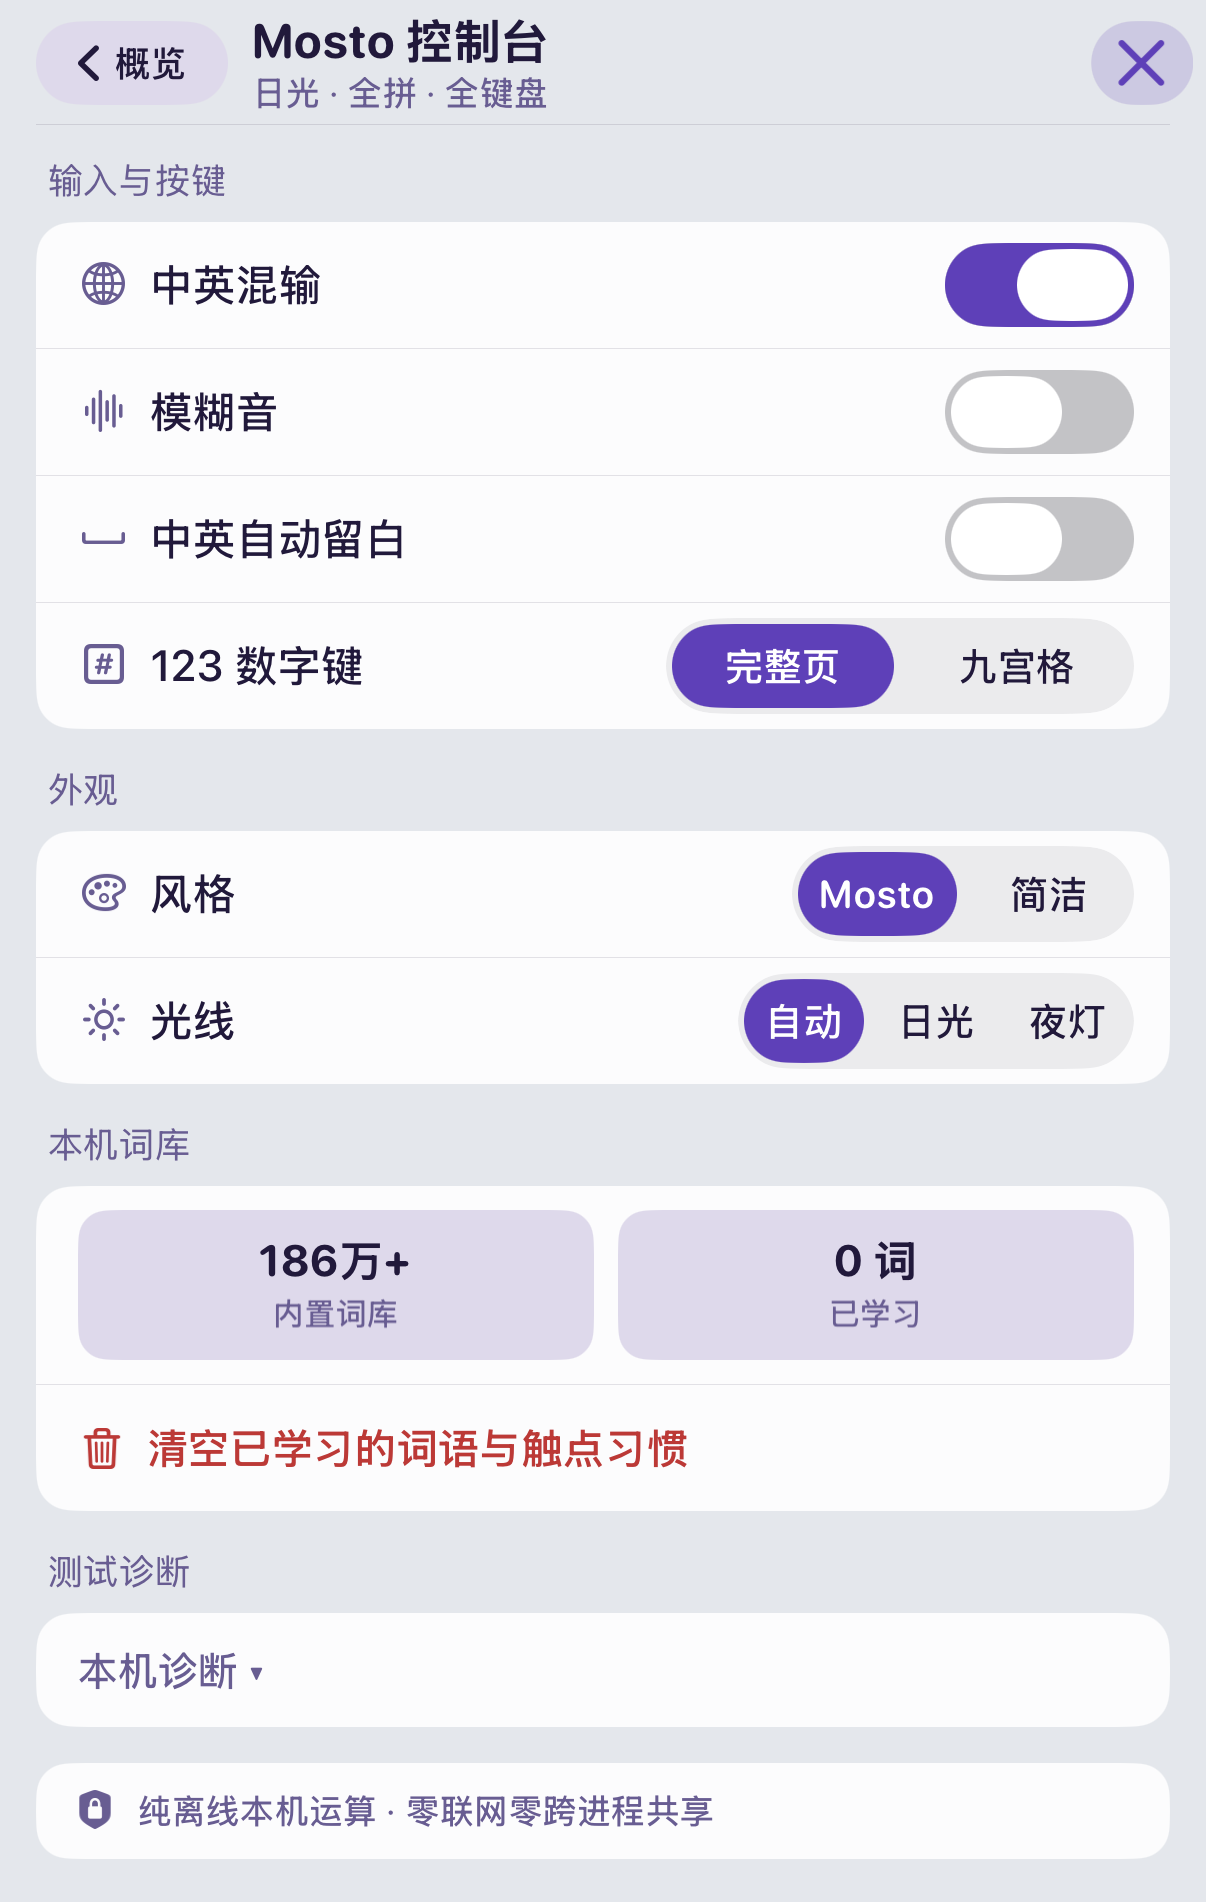 概览
Mosto 控制台
日光 · 全拼 · 全键盘
输入与按键
中英混输
模糊音
中英自动留白
123 数字键 完整页 九宫格
外观
风格 Mosto 简洁
光线 自动 日光 夜灯
本机词库
186万+ 0 词
内置词库 已学习
清空已学习的词语与触点习惯
测试诊断
本机诊断 ▾
纯离线本机运算 · 零联网零跨进程共享